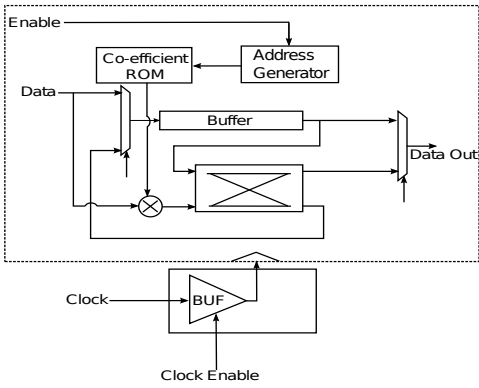 Enable
Co-efficient
ROM
Address
Generator
Data
Buffer
Data Out
Clock
BUF
Clock Enable